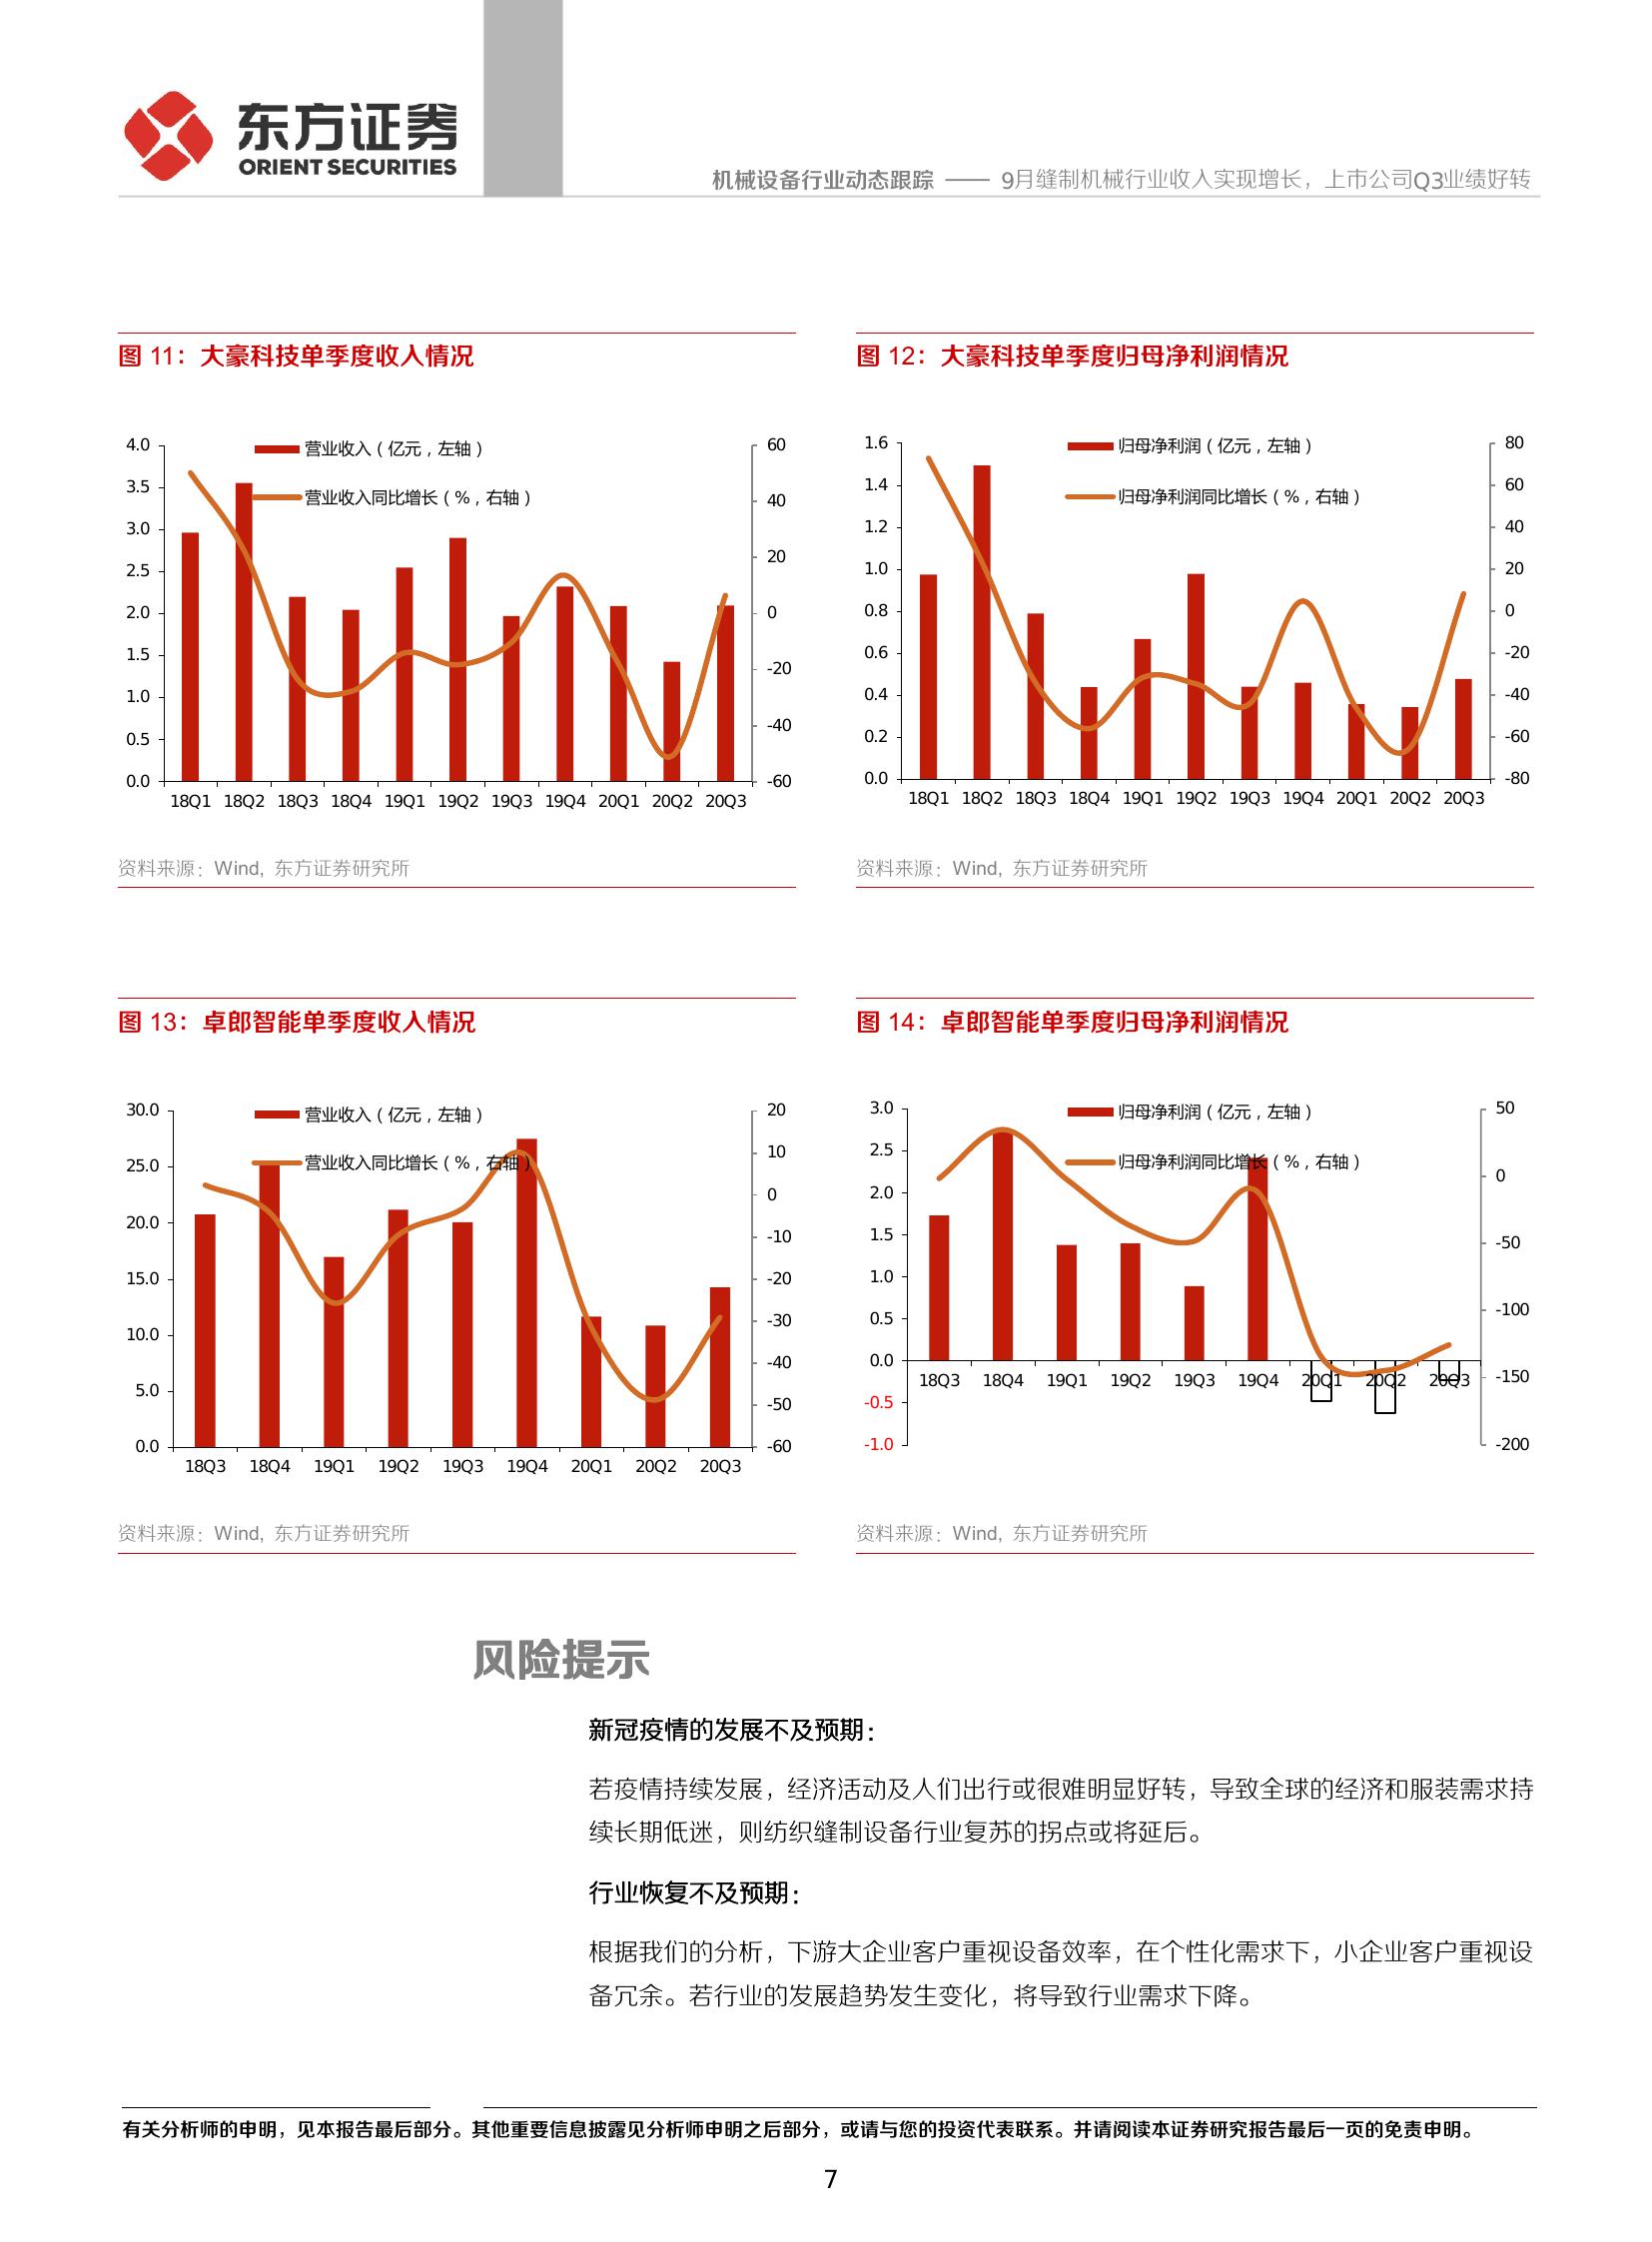 东方证券
ORIENT SECURITIES
机械设备行业动态跟踪 —— 9月缝制机械行业收入实现增长，上市公司Q3业绩好转
图 11：大豪科技单季度收入情况
4.0
3.5
3.0
2.5
2.0
1.5
1.0
0.5
0.0
营业收入（亿元，左轴）
营业收入同比增长（%，右轴）
60
40
20
0
-20
-40
-60
18Q1 18Q2 18Q3 18Q4 19Q1 19Q2 19Q3 19Q4 20Q1 20Q2 20Q3
资料来源：Wind, 东方证券研究所
图 12：大豪科技单季度归母净利润情况
1.6
1.4
1.2
1.0
0.8
0.6
0.4
0.2
0.0
归母净利润（亿元，左轴）
归母净利润同比增长（%，右轴）
80
60
40
20
0
-20
-40
-60
-80
18Q1 18Q2 18Q3 18Q4 19Q1 19Q2 19Q3 19Q4 20Q1 20Q2 20Q3
资料来源：Wind, 东方证券研究所
图 13：卓郎智能单季度收入情况
30.0
25.0
20.0
15.0
10.0
5.0
0.0
营业收入（亿元，左轴）
营业收入同比增长（%，右轴）
20
10
0
-10
-20
-30
-40
-50
-60
18Q3 18Q4 19Q1 19Q2 19Q3 19Q4 20Q1 20Q2 20Q3
资料来源：Wind, 东方证券研究所
图 14：卓郎智能单季度归母净利润情况
3.0
2.5
2.0
1.5
1.0
0.5
0.0
-0.5
-1.0
归母净利润（亿元，左轴）
归母净利润同比增长（%，右轴）
50
0
-50
-100
-150
-200
18Q3 18Q4 19Q1 19Q2 19Q3 19Q4 20Q1 20Q2 20Q3
资料来源：Wind, 东方证券研究所
风险提示
新冠疫情的发展不及预期：
若疫情持续发展，经济活动及人们出行或很难明显好转，导致全球的经济和服装需求持
续长期低迷，则纺织缝制设备行业复苏的拐点或将延后。
行业恢复不及预期：
根据我们的分析，下游大企业客户重视设备效率，在个性化需求下，小企业客户重视设
备冗余。若行业的发展趋势发生变化，将导致行业需求下降。
有关分析师的申明，见本报告最后部分。其他重要信息披露见分析师申明之后部分，或请与您的投资代表联系。并请阅读本证券研究报告最后一页的免责申明。
7